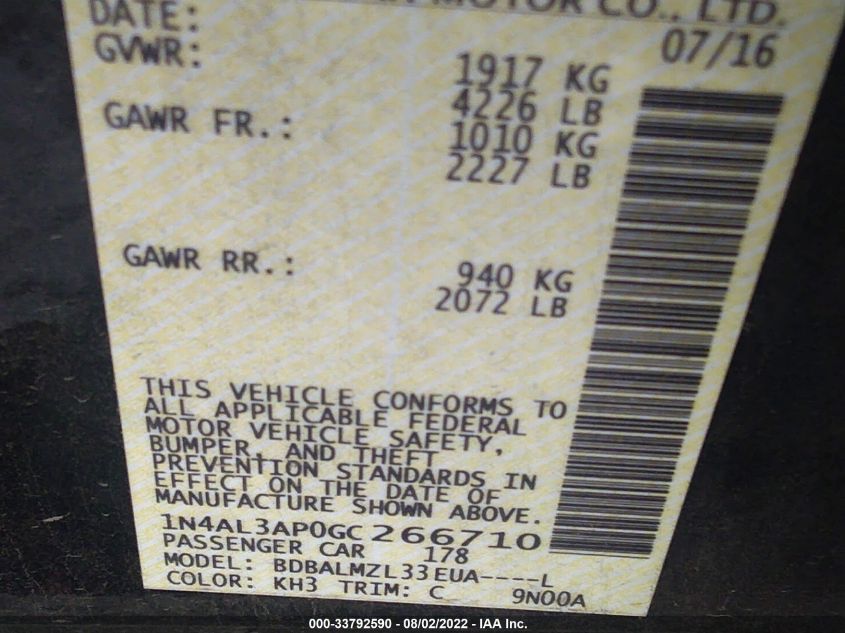 MOTOR CO., LTD.
DATE: 07/16
GVWR: 1917 KG
4226 LB
GAWR FR.: 1010 KG
2227 LB
GAWR RR.: 940 KG
2072 LB
THIS VEHICLE CONFORMS TO
ALL APPLICABLE FEDERAL
MOTOR VEHICLE SAFETY,
BUMPER, AND THEFT
PREVENTION STANDARDS IN
EFFECT ON THE DATE OF
MANUFACTURE SHOWN ABOVE.
1N4AL3AP0GC266710
PASSENGER CAR 178
MODEL: BDBALMZL33EUA----L
COLOR: KH3 TRIM: C 9N00A
000-33792590 - 08/02/2022 - IAA Inc.